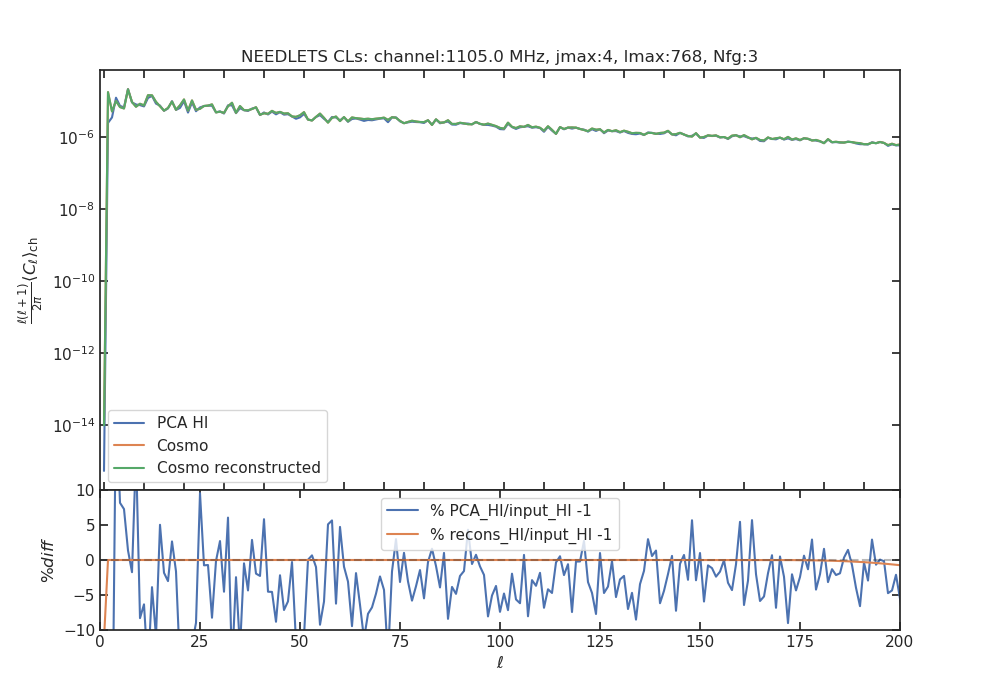 NEEDLETS CLs: channel:1105.0 MHz, jmax:4, lmax:768, Nfg:3
10⁻⁶
10⁻⁸
10⁻¹⁰
10⁻¹²
10⁻¹⁴
ℓ(ℓ+1)/2π ⟨Cℓ⟩ch
PCA HI
Cosmo
Cosmo reconstructed
10
5
0
−5
−10
%diff
% PCA_HI/input_HI -1
% recons_HI/input_HI -1
0 25 50 75 100 125 150 175 200
ℓ